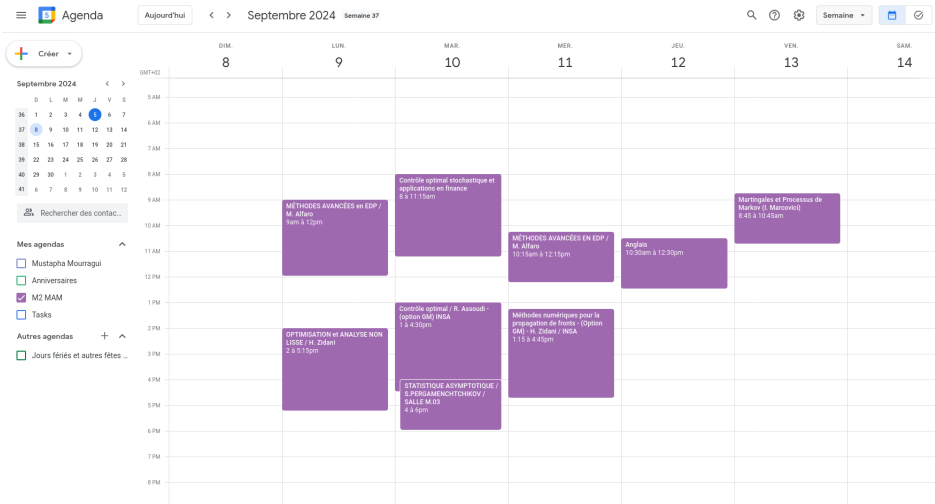 5 Agenda Aujourd'hui Septembre 2024 Semaine 37 Semaine
Créer
Septembre 2024
D L M M J V S
36 1 2 3 4 5 6 7
37 8 9 10 11 12 13 14
38 15 16 17 18 19 20 21
39 22 23 24 25 26 27 28
40 29 30 1 2 3 4 5
41 6 7 8 9 10 11 12
Rechercher des contac...
Mes agendas
Mustapha Mourragui
Anniversaires
M2 MAM
Tasks
Autres agendas
Jours fériés et autres fêtes ...
DIM. LUN. MAR. MER. JEU. VEN. SAM.
8 9 10 11 12 13 14
GMT+02
5 AM
6 AM
7 AM
8 AM
9 AM
10 AM
11 AM
12 PM
1 PM
2 PM
3 PM
4 PM
5 PM
6 PM
7 PM
8 PM
MÉTHODES AVANCÉES en EDP /
M. Alfaro
9am à 12pm
OPTIMISATION et ANALYSE NON
LISSE / H. Zidani
2 à 5:15pm
Contrôle optimal stochastique et
applications en finance
8 à 11:15am
Contrôle optimal / R. Assoudi -
(option GM) INSA
1 à 4:30pm
STATISTIQUE ASYMPTOTIQUE /
S.PERGAMENCHTCHIKOV /
SALLE M.03
4 à 6pm
MÉTHODES AVANCÉES EN EDP /
M. Alfaro
10:15am à 12:15pm
Méthodes numériques pour la
propagation de fronts - (Option
GM) - H. Zidani / INSA
1:15 à 4:45pm
Anglais
10:30am à 12:30pm
Martingales et Processus de
Markov (I. Marcovici)
8:45 à 10:45am